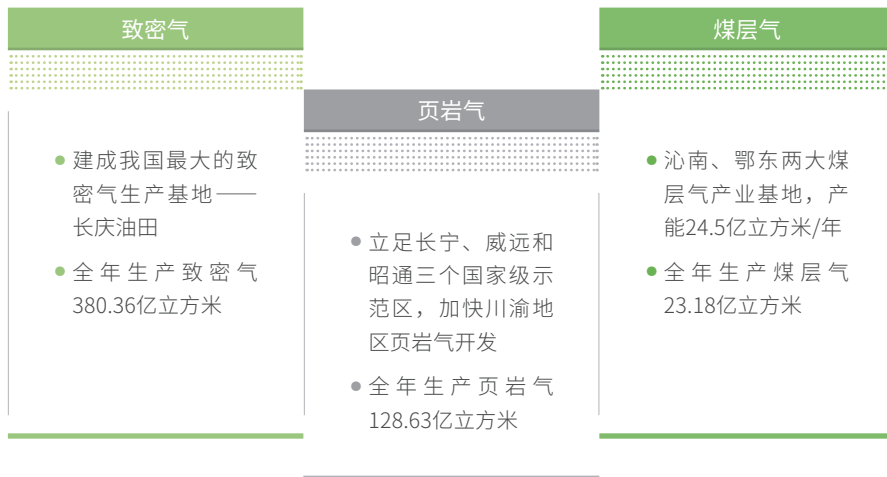 致密气
建成我国最大的致
密气生产基地——
长庆油田
全年生产致密气
380.36亿立方米
页岩气
立足长宁、威远和
昭通三个国家级示
范区，加快川渝地
区页岩气开发
全年生产页岩气
128.63亿立方米
煤层气
沁南、鄂东两大煤
层气产业基地，产
能24.5亿立方米/年
全年生产煤层气
23.18亿立方米